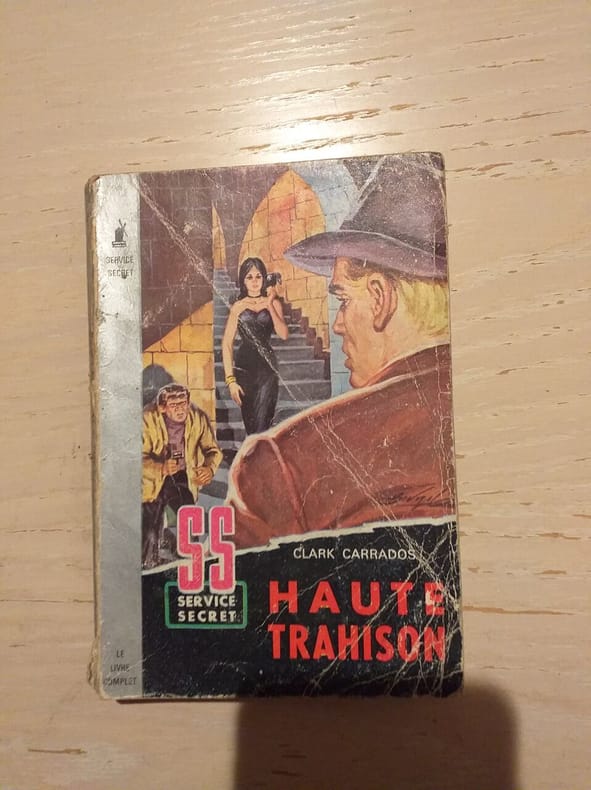 SERVICE
SECRET
SS
SERVICE
SECRET
CLARK CARRADOS
HAUTE
TRAHISON
LE
LIVRE
COMPLET